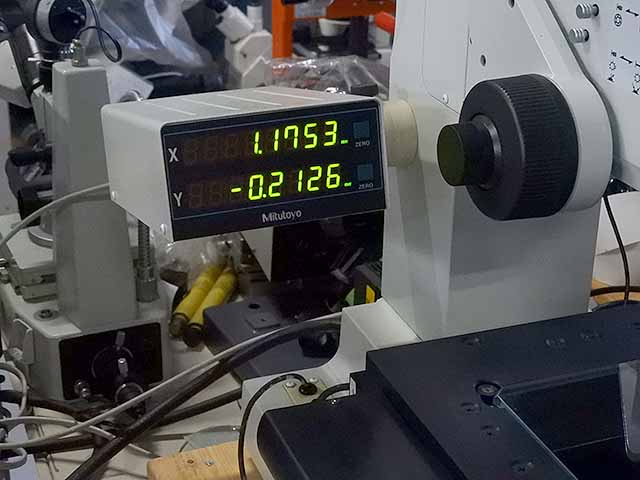 X 1.1753
ZERO
Y -0.2126
ZERO
Mitutoyo